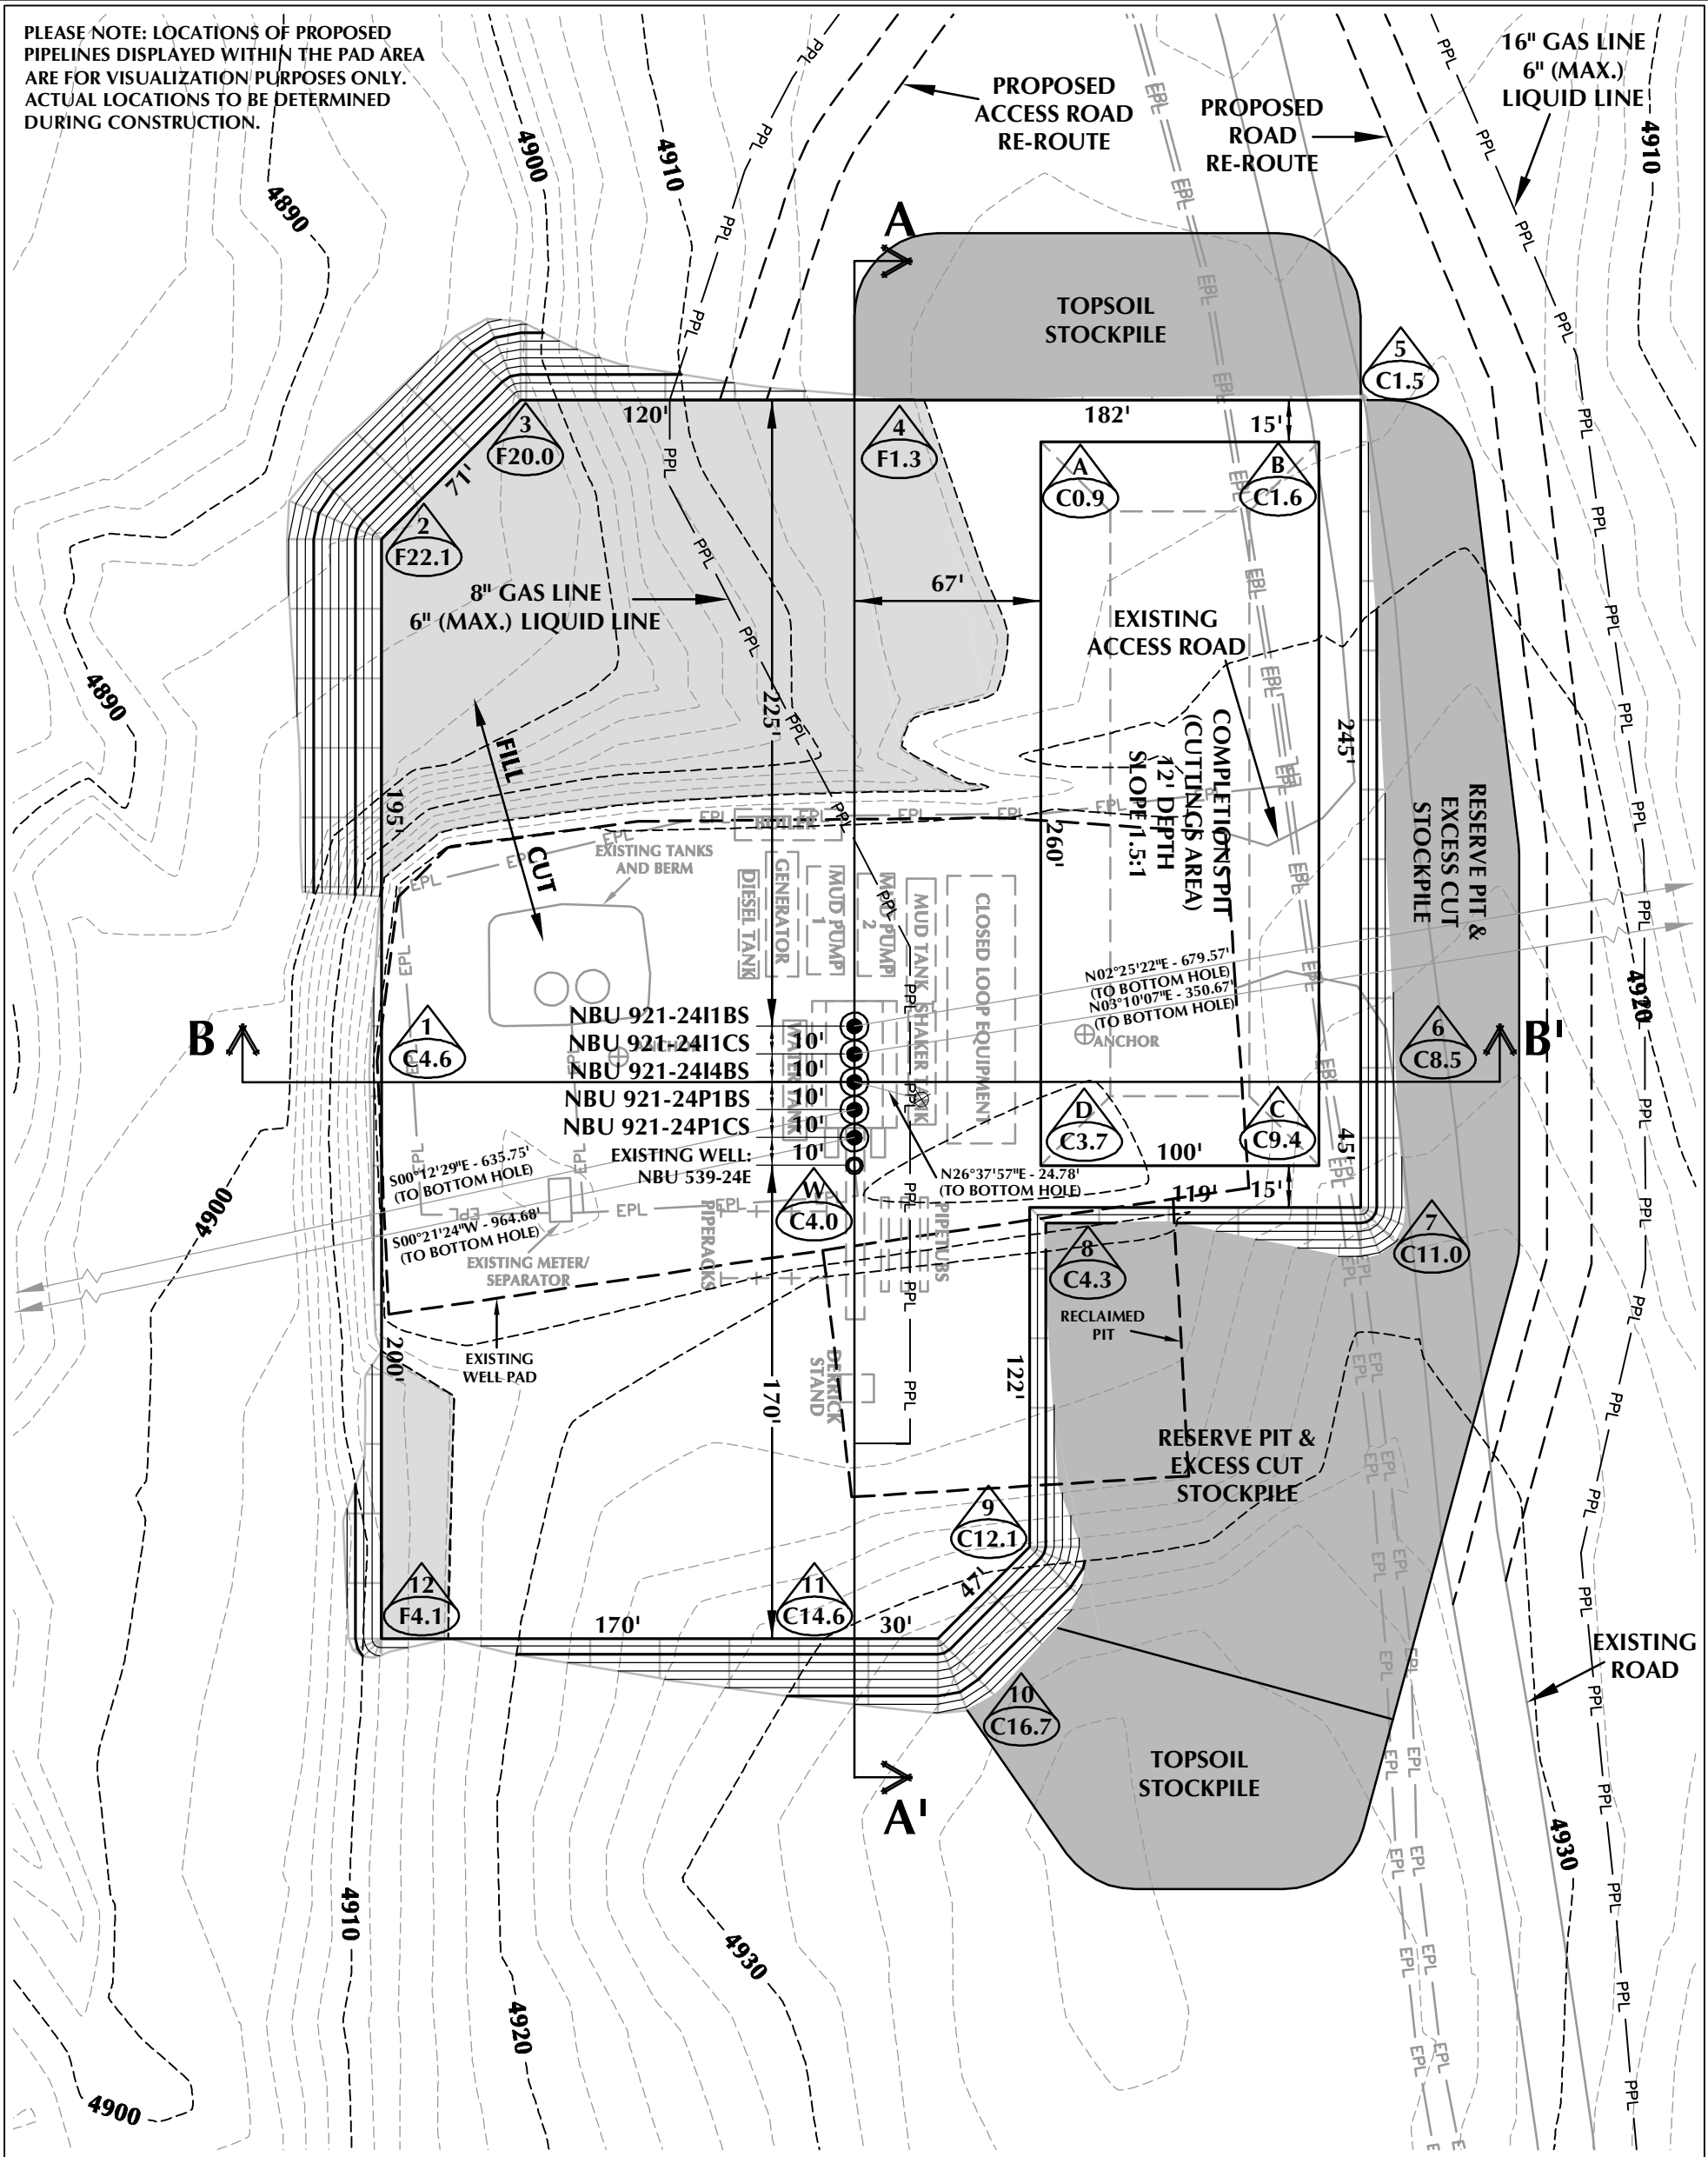 PLEASE NOTE: LOCATIONS OF PROPOSED
PIPELINES DISPLAYED WITHIN THE PAD AREA
ARE FOR VISUALIZATION PURPOSES ONLY.
ACTUAL LOCATIONS TO BE DETERMINED
DURING CONSTRUCTION.
16" GAS LINE
6" (MAX.)
LIQUID LINE
PROPOSED
ACCESS ROAD
RE-ROUTE
PROPOSED
ROAD
RE-ROUTE
4890
4900
4910
4910
PPL
EPL
A
TOPSOIL
STOCKPILE
5
C1.5
120'
182'
15'
3
F20.0
4
F1.3
71'
A
C0.9
B
C1.6
2
F22.1
8" GAS LINE
6" (MAX.) LIQUID LINE
67'
EXISTING
ACCESS ROAD
4890
225'
FILL
CUT
COMPLETIONS PIT
(CUTTINGS AREA)
12' DEPTH
SLOPE 1.5:1
245'
260'
195'
RESERVE PIT &
EXCESS CUT
STOCKPILE
BOILER
EXISTING TANKS
AND BERM
DIESEL TANK
GENERATOR
MUD PUMP
1
MUD PUMP
2
MUD TANK
SHAKER TANK
CLOSED LOOP EQUIPMENT
WATER TANK
N02°25'22"E - 679.57'
(TO BOTTOM HOLE)
N03°10'07"E - 350.67'
(TO BOTTOM HOLE)
4920
NBU 921-24I1BS
NBU 921-24I1CS
NBU 921-24I4BS
NBU 921-24P1BS
NBU 921-24P1CS
EXISTING WELL:
NBU 539-24E
10'
10'
10'
10'
10'
ANCHOR
ANCHOR
1
C4.6
6
C8.5
B
B'
D
C3.7
C
C9.4
100'
45'
119'
15'
N26°37'57"E - 24.78'
(TO BOTTOM HOLE)
W
C4.0
S00°12'29"E - 635.75'
(TO BOTTOM HOLE)
S00°21'24"W - 964.68'
(TO BOTTOM HOLE)
4900
EXISTING METER/
SEPARATOR
PIPERACKS
PIPETUBS
7
C11.0
8
C4.3
RECLAIMED
PIT
EXISTING
WELL PAD
200'
DERRICK
STAND
170'
122'
RESERVE PIT &
EXCESS CUT
STOCKPILE
9
C12.1
47'
12
F4.1
11
C14.6
170'
30'
10
C16.7
EXISTING
ROAD
TOPSOIL
STOCKPILE
A'
4910
4920
4930
4930
4900